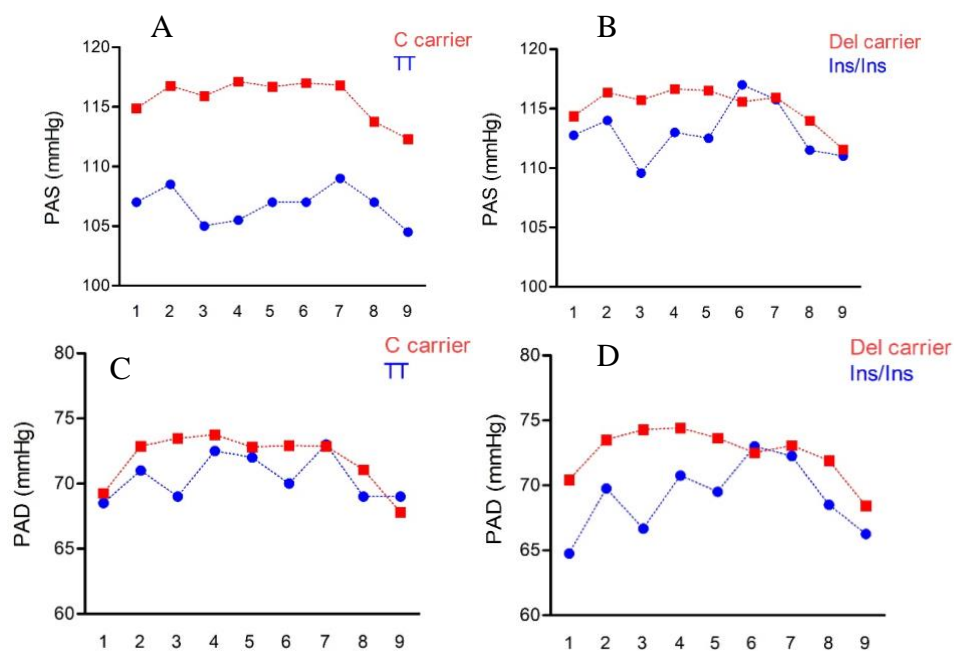 A
C carrier
TT
120
115
110
105
100
PAS (mmHg)
1 2 3 4 5 6 7 8 9
B
Del carrier
Ins/Ins
120
115
110
105
100
PAS (mmHg)
1 2 3 4 5 6 7 8 9
C
C carrier
TT
80
75
70
65
60
PAD (mmHg)
1 2 3 4 5 6 7 8 9
D
Del carrier
Ins/Ins
80
75
70
65
60
PAD (mmHg)
1 2 3 4 5 6 7 8 9